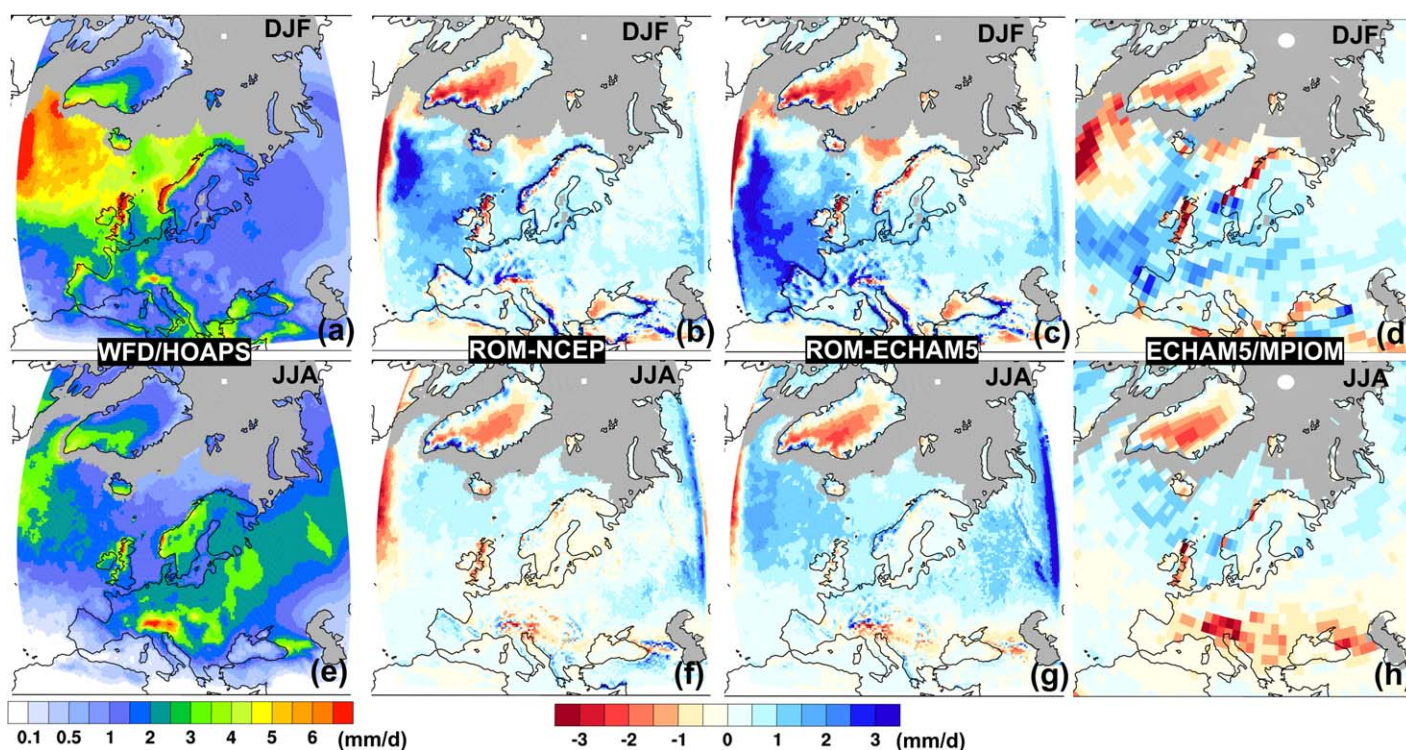 DJF DJF DJF DJF
(a) (b) (c) (d)
WFD/HOAPS ROM-NCEP ROM-ECHAM5 ECHAM5/MPIOM
JJA JJA JJA JJA
(e) (f) (g) (h)
0.1 0.5 1 2 3 4 5 6 (mm/d) -3 -2 -1 0 1 2 3 (mm/d)